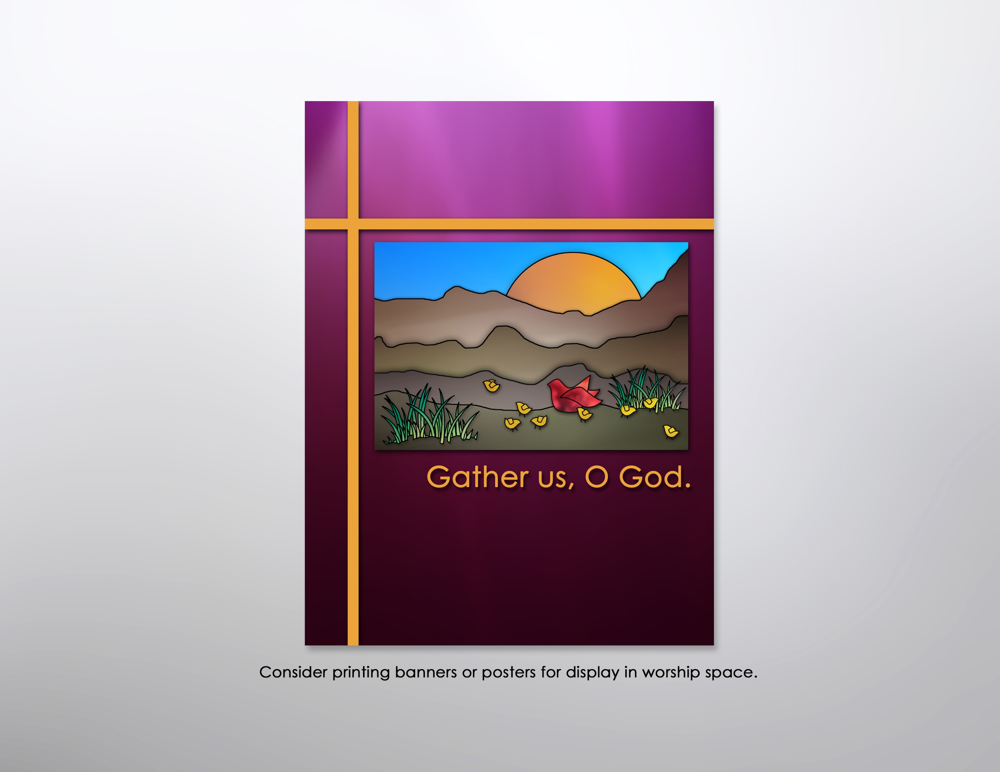 Gather us, O God.
Consider printing banners or posters for display in worship space.